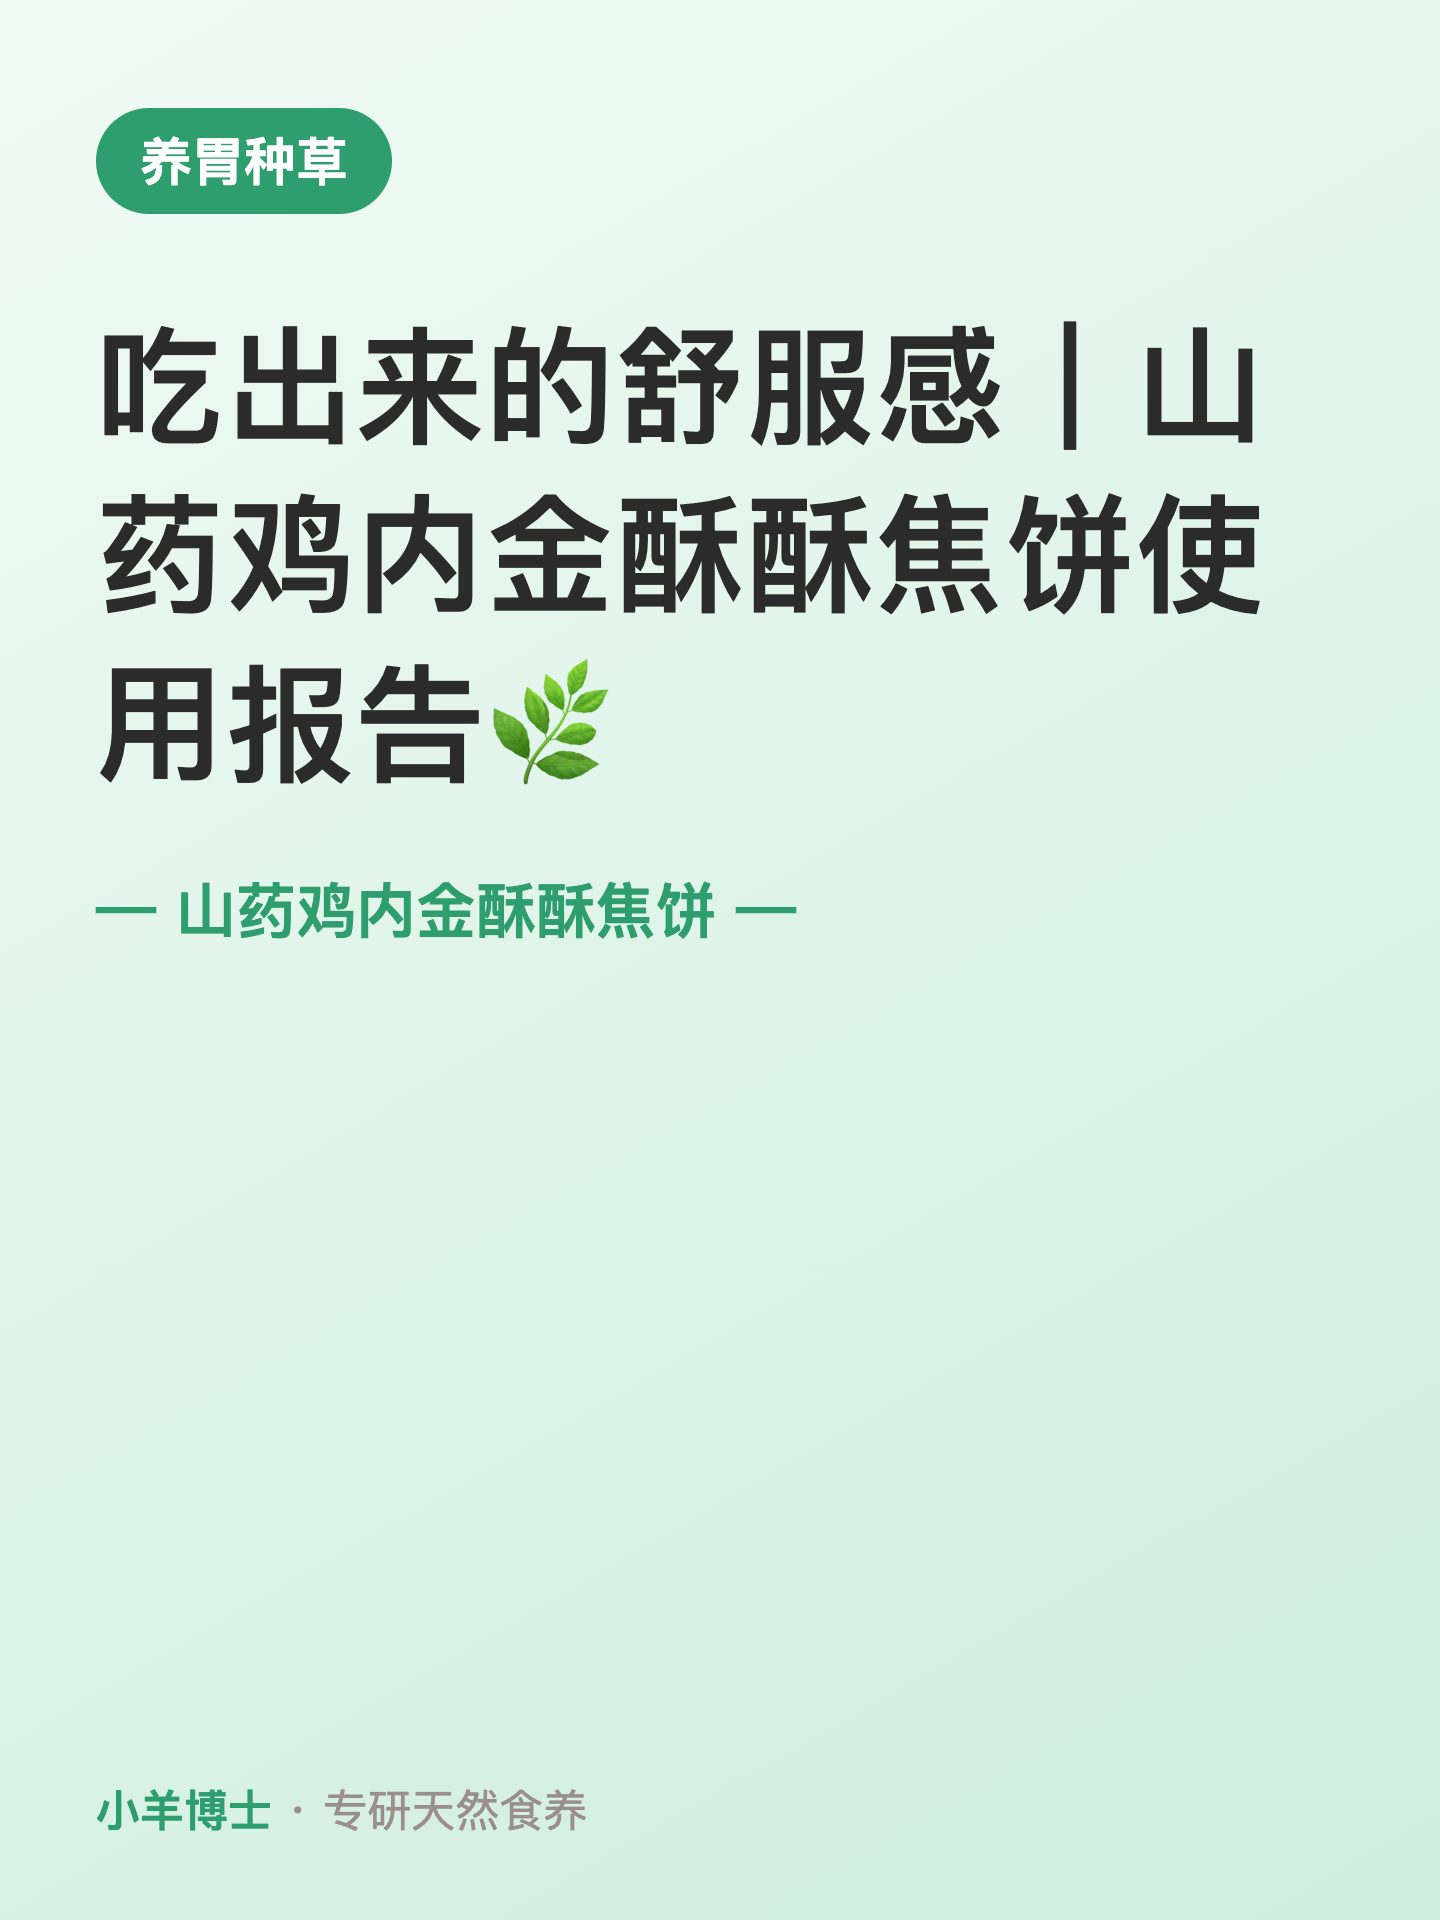 养胃种草
吃出来的舒服感｜山
药鸡内金酥酥焦饼使
用报告🌿
— 山药鸡内金酥酥焦饼 —
小羊博士 · 专研天然食养